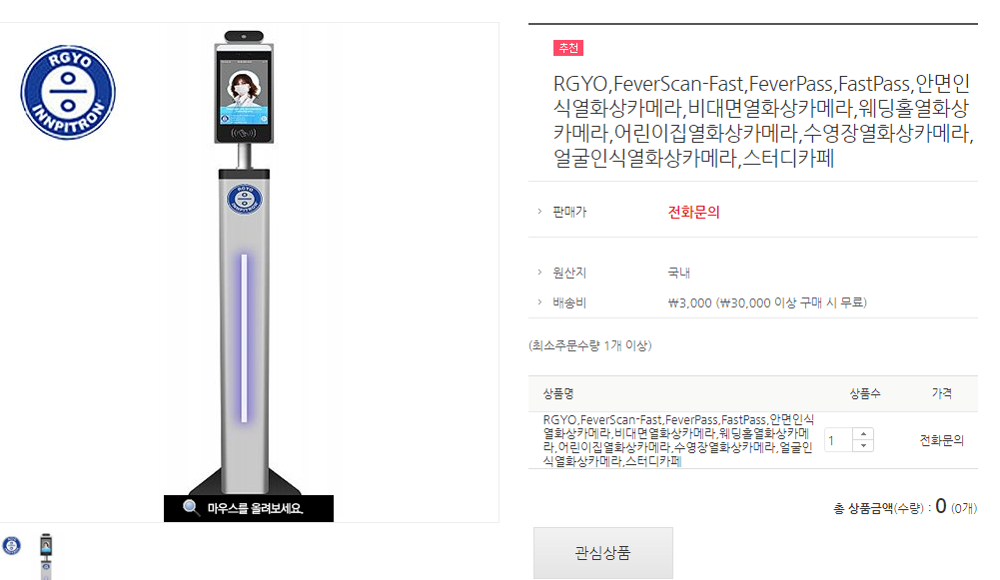 RGYO
INNPITRON
RGYO
INNPITRON
마우스를 올려보세요.
추천
RGYO,FeverScan-Fast,FeverPass,FastPass,안면인
식열화상카메라,비대면열화상카메라,웨딩홀열화상
카메라,어린이집열화상카메라,수영장열화상카메라,
얼굴인식열화상카메라,스터디카페
판매가 전화문의
원산지 국내
배송비 ₩3,000 (₩30,000 이상 구매 시 무료)
(최소주문수량 1개 이상)
상품명 상품수 가격
RGYO,FeverScan-Fast,FeverPass,FastPass,안면인식
열화상카메라,비대면열화상카메라,웨딩홀열화상카메
라,어린이집열화상카메라,수영장열화상카메라,얼굴인
식열화상카메라,스터디카페
1
전화문의
총 상품금액(수량) : 0 (0개)
관심상품